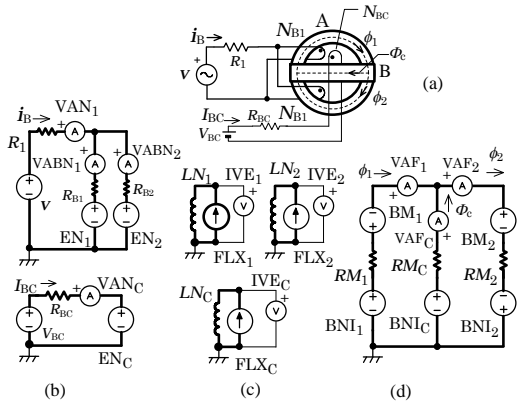 i_B → R_1 N_B1 A N_BC
v + ϕ_1
Φ_c
B
ϕ_2
(a)
I_BC → R_BC N_B1
V_BC
i_B → VAN_1
R_1 + A
VABN_1 VABN_2
+ A + A
R_B1 R_B2
+ v + - + -
EN_1 EN_2
I_BC → VAN_C
R_BC + A
+ V_BC + -
EN_C
(b)
LN_1 IVE_1 LN_2 IVE_2
+ V + V
FLX_1 FLX_2
LN_C IVE_C
+ V
FLX_C
(c)
ϕ_1 → VAF_1 VAF_2 → ϕ_2
+ A + A
BM_1 + A Φ_c BM_2
VAF_C
RM_1 RM_C RM_2
BNI_1 BNI_C BNI_2
(d)